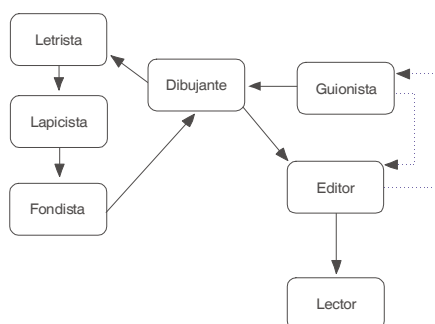 Letrista
Dibujante
Guionista
Lapicista
Fondista
Editor
Lector